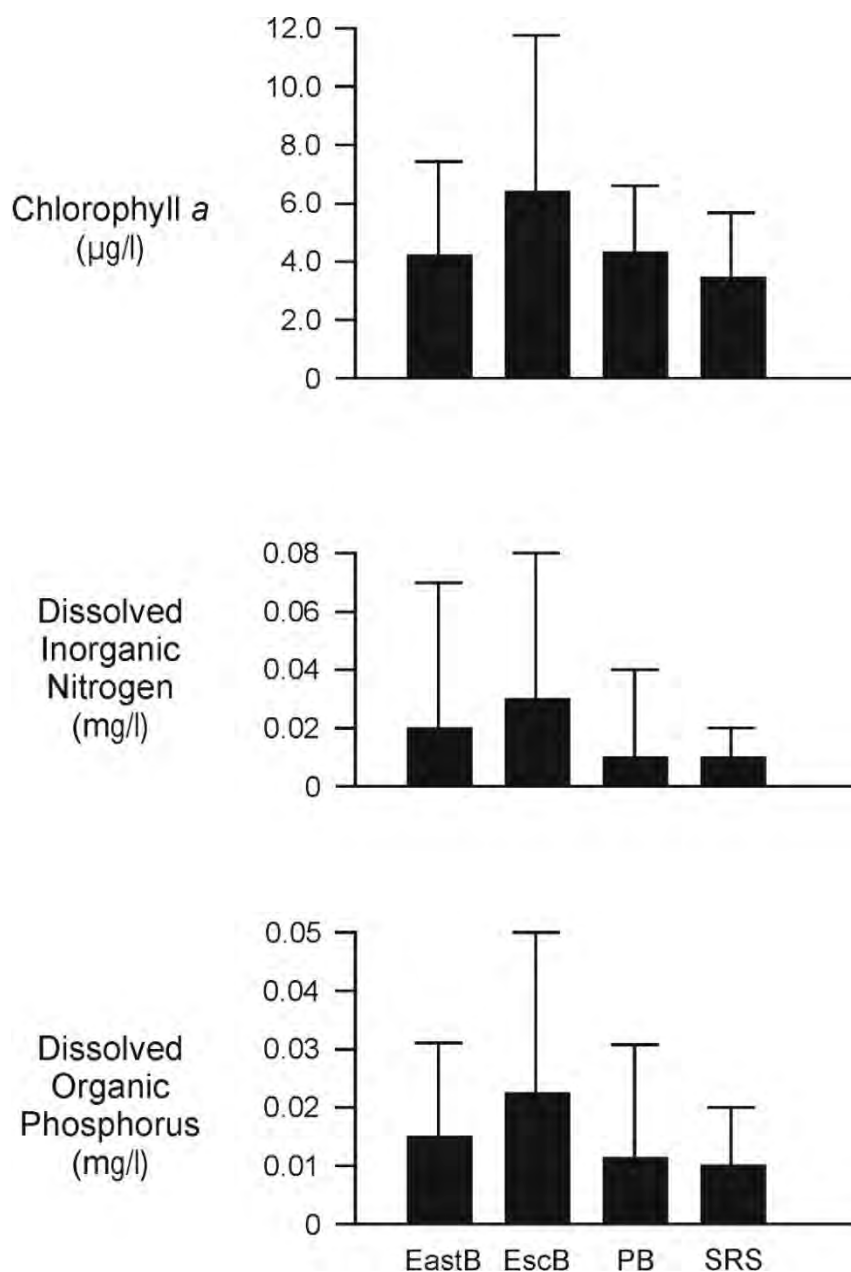 12.0
10.0
8.0
6.0
4.0
2.0
0
Chlorophyll a
(µg/l)
0.08
0.06
0.04
0.02
0
Dissolved
Inorganic
Nitrogen
(mg/l)
0.05
0.04
0.03
0.02
0.01
0
Dissolved
Organic
Phosphorus
(mg/l)
EastB EscB PB SRS